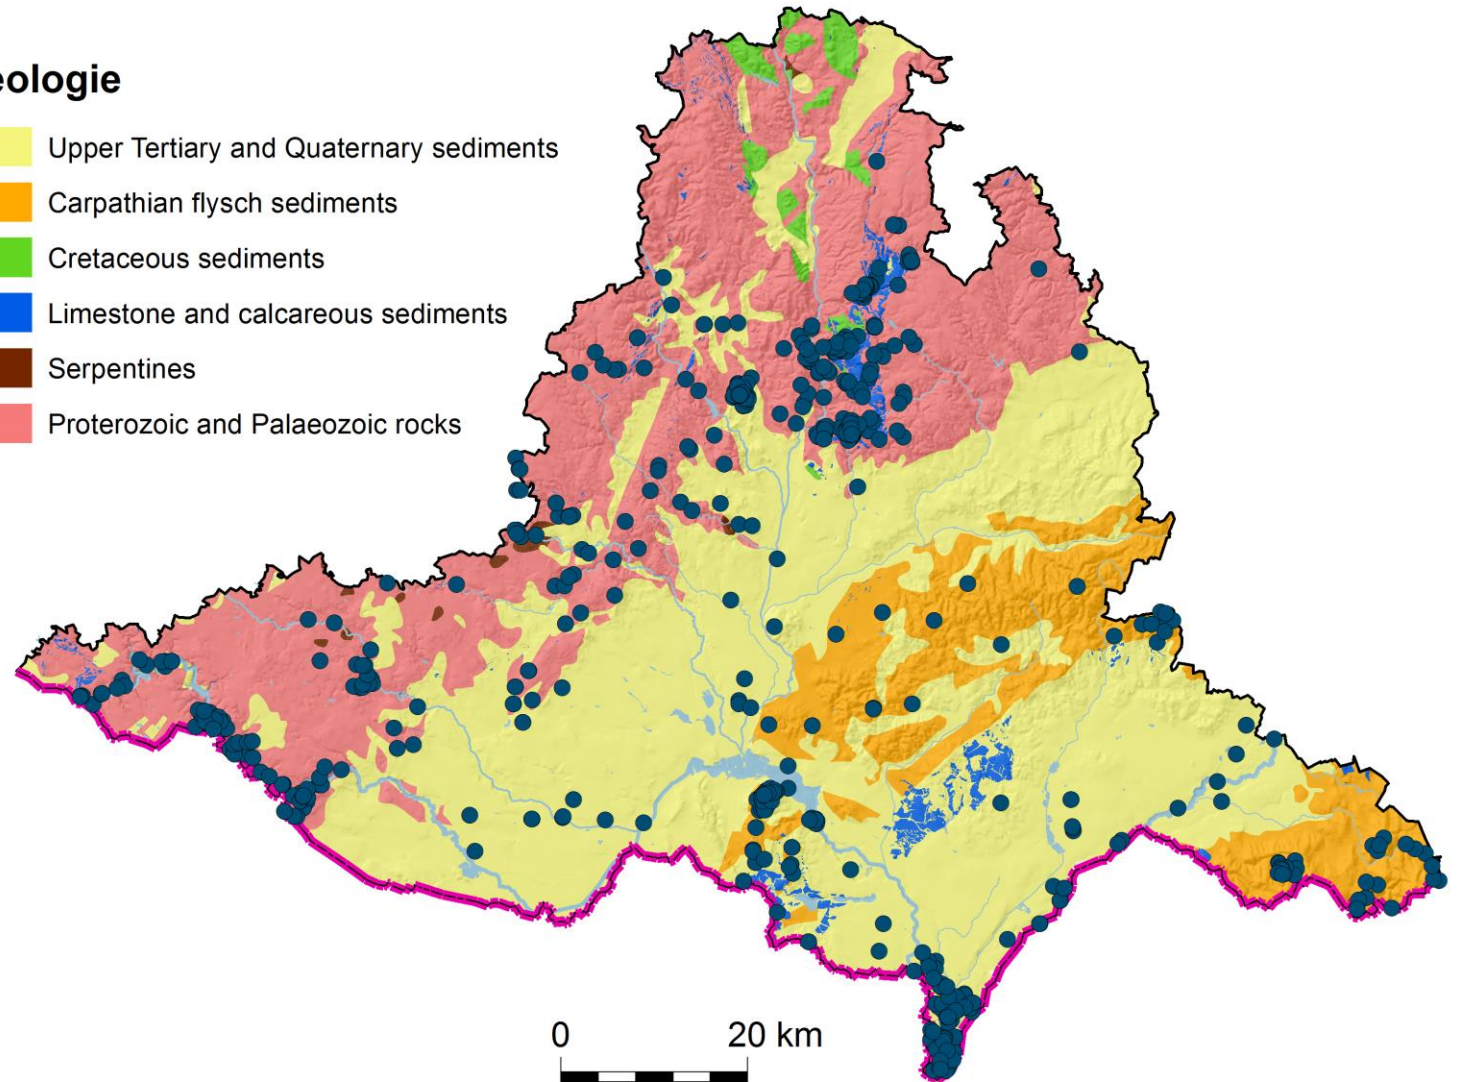 eologie
Upper Tertiary and Quaternary sediments
Carpathian flysch sediments
Cretaceous sediments
Limestone and calcareous sediments
Serpentines
Proterozoic and Palaeozoic rocks
0 20 km